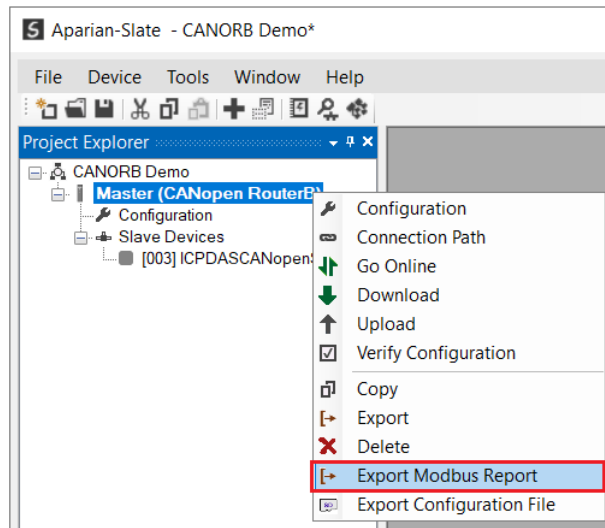 Aparian-Slate - CANORB Demo*
File Device Tools Window Help
Project Explorer
CANORB Demo
Master (CANopen RouterB)
Configuration
Slave Devices
[003] ICPDASCANopenS
Configuration
Connection Path
Go Online
Download
Upload
Verify Configuration
Copy
Export
Delete
Export Modbus Report
Export Configuration File